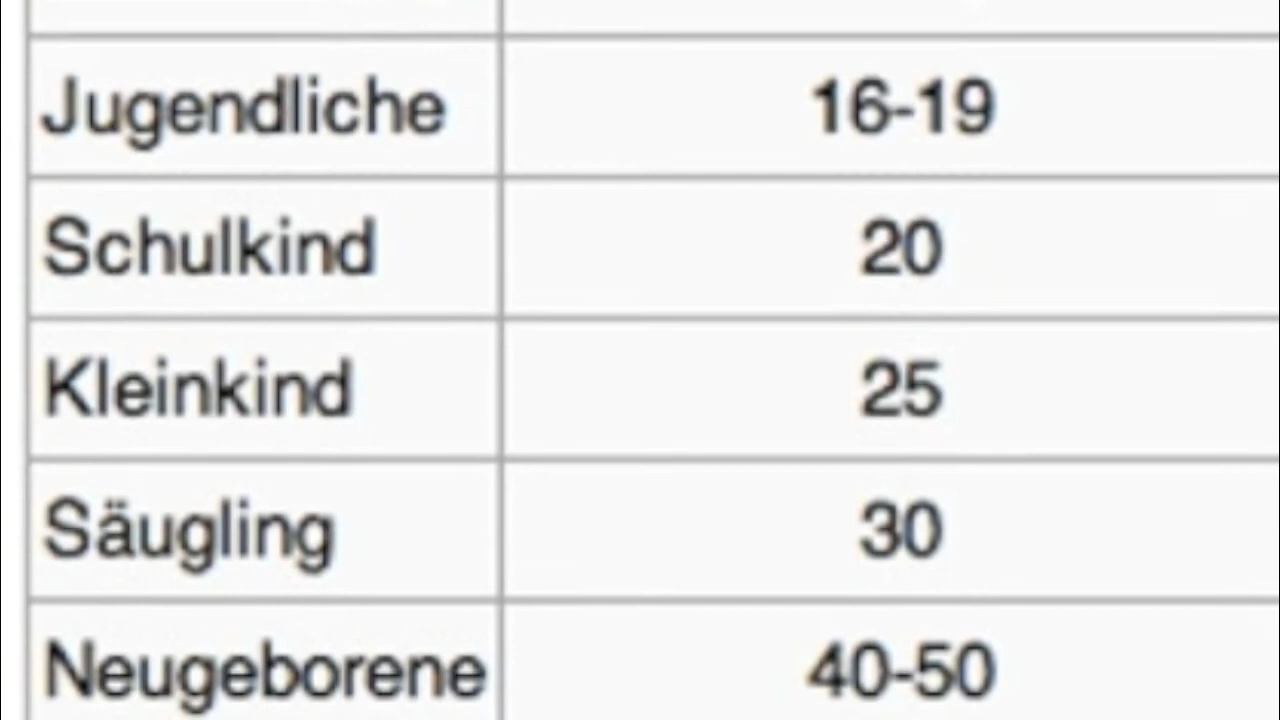 Jugendliche 16-19
Schulkind 20
Kleinkind 25
Säugling 30
Neugeborene 40-50